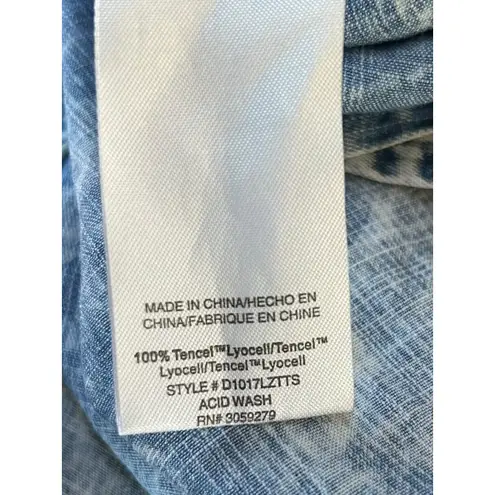 MADE IN CHINA/HECHO EN
CHINA/FABRIQUE EN CHINE
100% Tencel™Lyocell/Tencel™
Lyocell/Tencel™Lyocell
STYLE # D1017LZTTS
ACID WASH
RN# 3059279